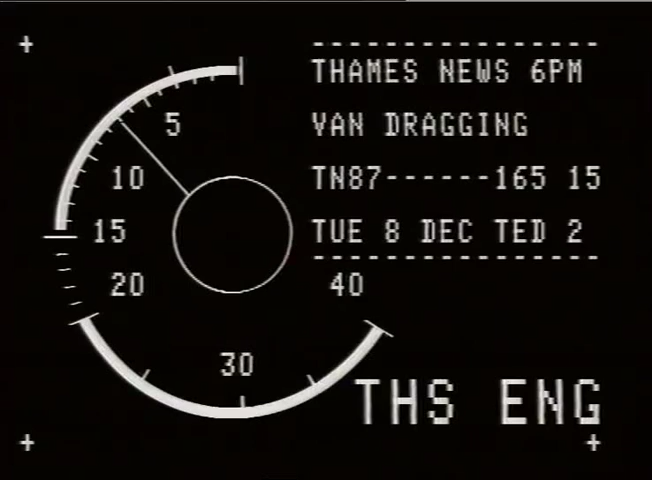 THAMES NEWS 6PM
VAN DRAGGING
TN87------165 15
TUE 8 DEC TED 2
5
10
15
20
40
30
THS ENG